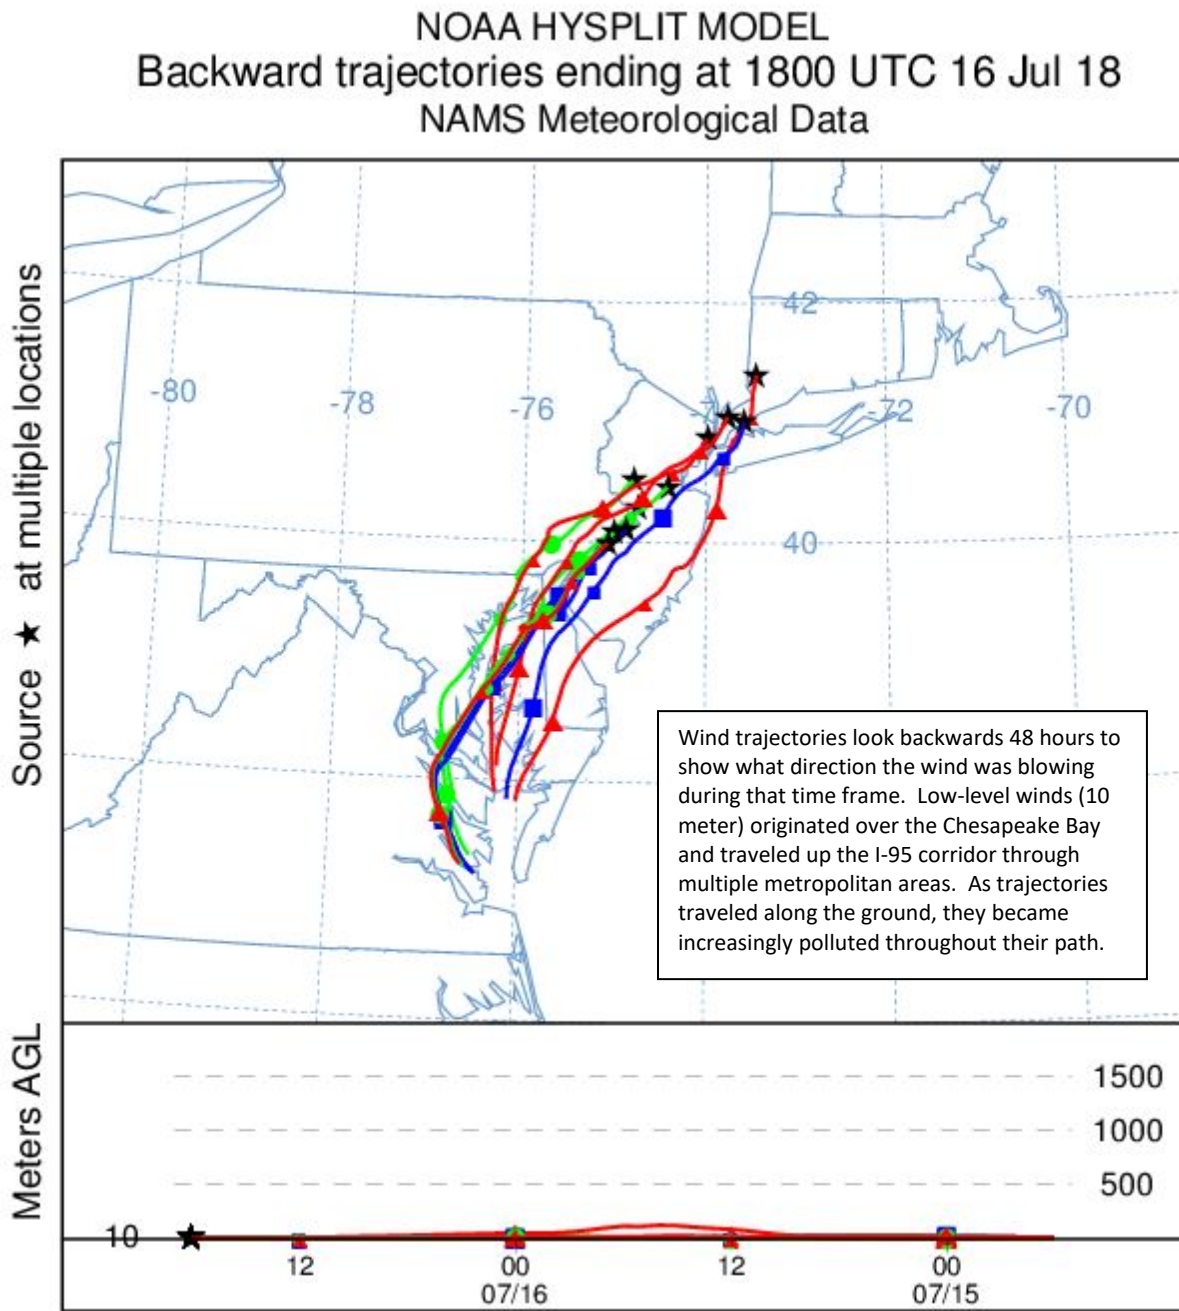 NOAA HYSPLIT MODEL
Backward trajectories ending at 1800 UTC 16 Jul 18
NAMS Meteorological Data
Source ★ at multiple locations
42
-80
-78
-76
-72
-70
40
Wind trajectories look backwards 48 hours to
show what direction the wind was blowing
during that time frame. Low-level winds (10
meter) originated over the Chesapeake Bay
and traveled up the I-95 corridor through
multiple metropolitan areas. As trajectories
traveled along the ground, they became
increasingly polluted throughout their path.
Meters AGL
1500
1000
500
10
12 00 12 00
07/16 07/15